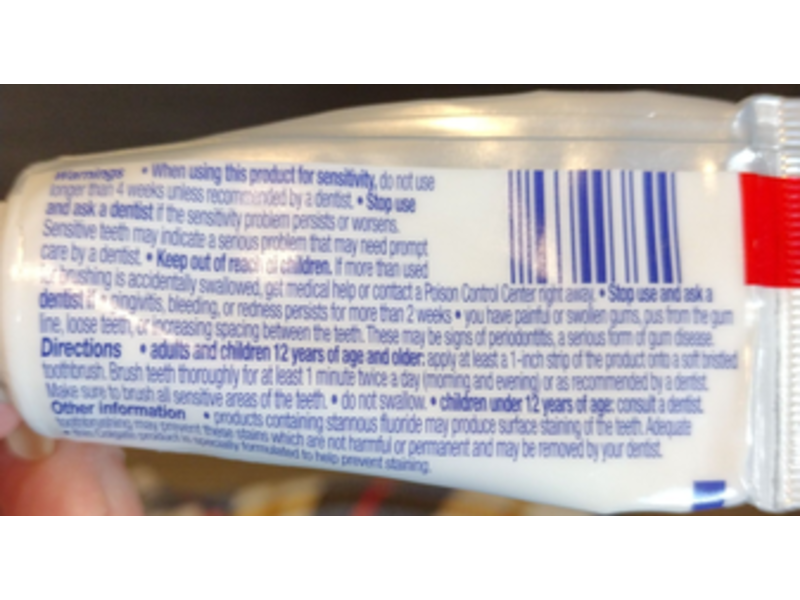 Warnings • When using this product for sensitivity, do not use
longer than 4 weeks unless recommended by a dentist. • Stop use
and ask a dentist if the sensitivity problem persists or worsens.
Sensitive teeth may indicate a serious problem that may need prompt
care by a dentist. • Keep out of reach of children. If more than used
for brushing is accidentally swallowed, get medical help or contact a Poison Control Center right away. • Stop use and ask a
dentist if • gingivitis, bleeding, or redness persists for more than 2 weeks • you have painful or swollen gums, pus from the gum
line, loose teeth, or increasing spacing between the teeth. These may be signs of periodontitis, a serious form of gum disease.
Directions • adults and children 12 years of age and older: apply at least a 1-inch strip of the product onto a soft bristled
toothbrush. Brush teeth thoroughly for at least 1 minute twice a day (morning and evening) or as recommended by a dentist.
Make sure to brush all sensitive areas of the teeth. • do not swallow. • children under 12 years of age: consult a dentist.
Other information • products containing stannous fluoride may produce surface staining of the teeth. Adequate
toothbrushing may prevent these stains which are not harmful or permanent and may be removed by your dentist.
• this Colgate product is specially formulated to help prevent staining.